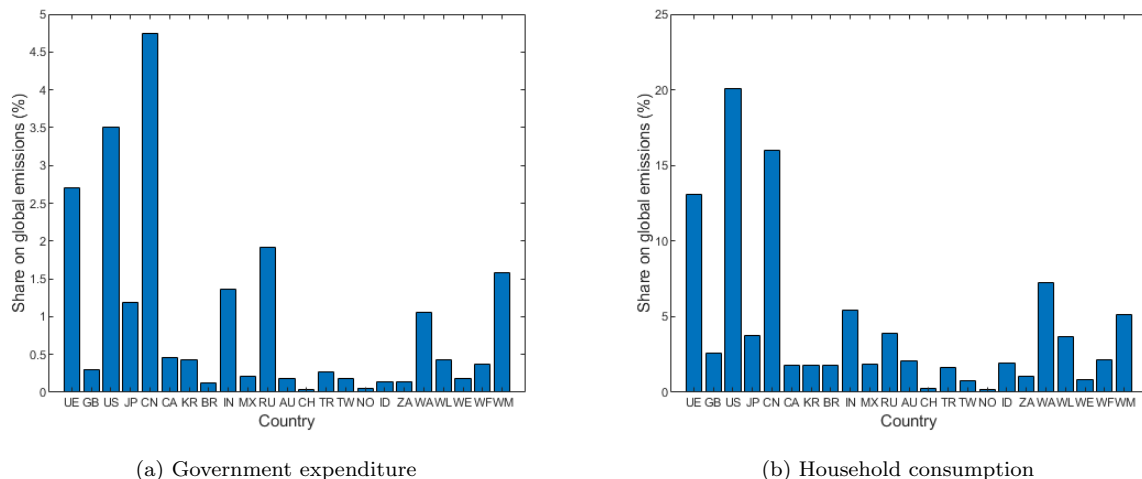 5
4.5
4
3.5
3
2.5
2
1.5
1
0.5
0
Share on global emissions (%)
UE GB US JP CN CA KR BR IN MX RU AU CH TR TW NO ID ZA WA WL WE WF WM
Country
(a) Government expenditure
25
20
15
10
5
0
Share on global emissions (%)
UE GB US JP CN CA KR BR IN MX RU AU CH TR TW NO ID ZA WA WL WE WF WM
Country
(b) Household consumption